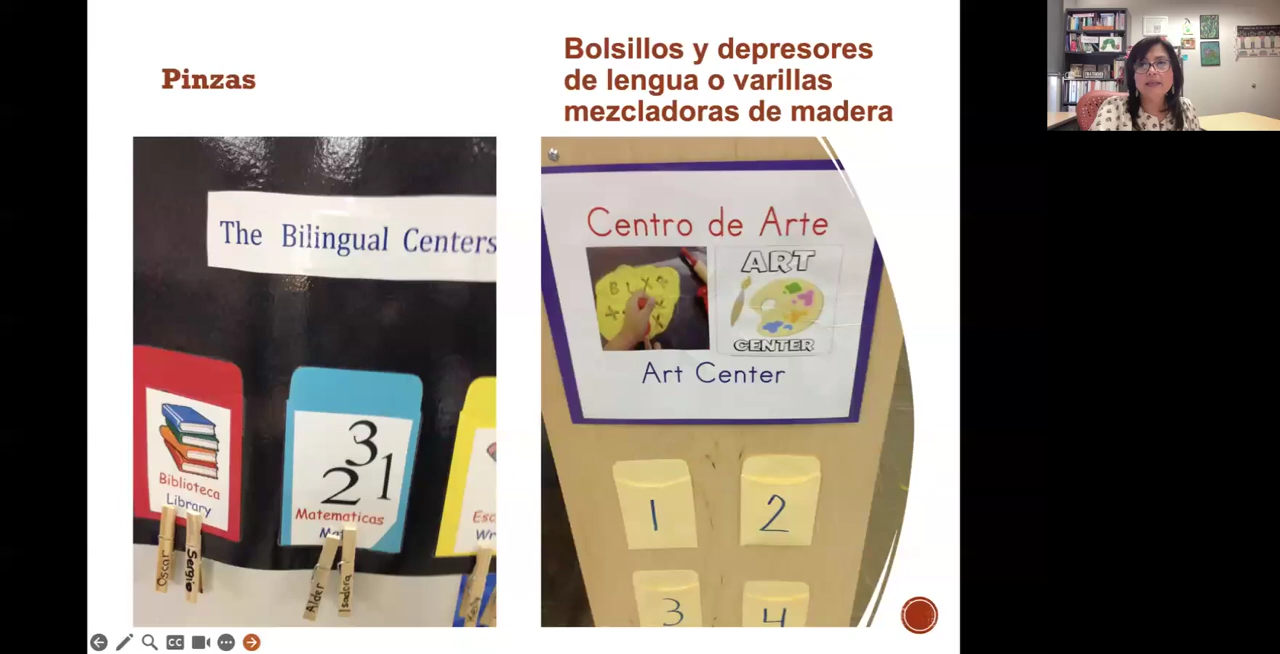 Pinzas
Bolsillos y depresores
de lengua o varillas
mezcladoras de madera
The Bilingual Centers
Biblioteca
Library
3
2 1
Matematicas
Oscar
Sergio
Alder
Isadora
Centro de Arte
B L X
ART
CENTER
Art Center
1
2
3
4
CC